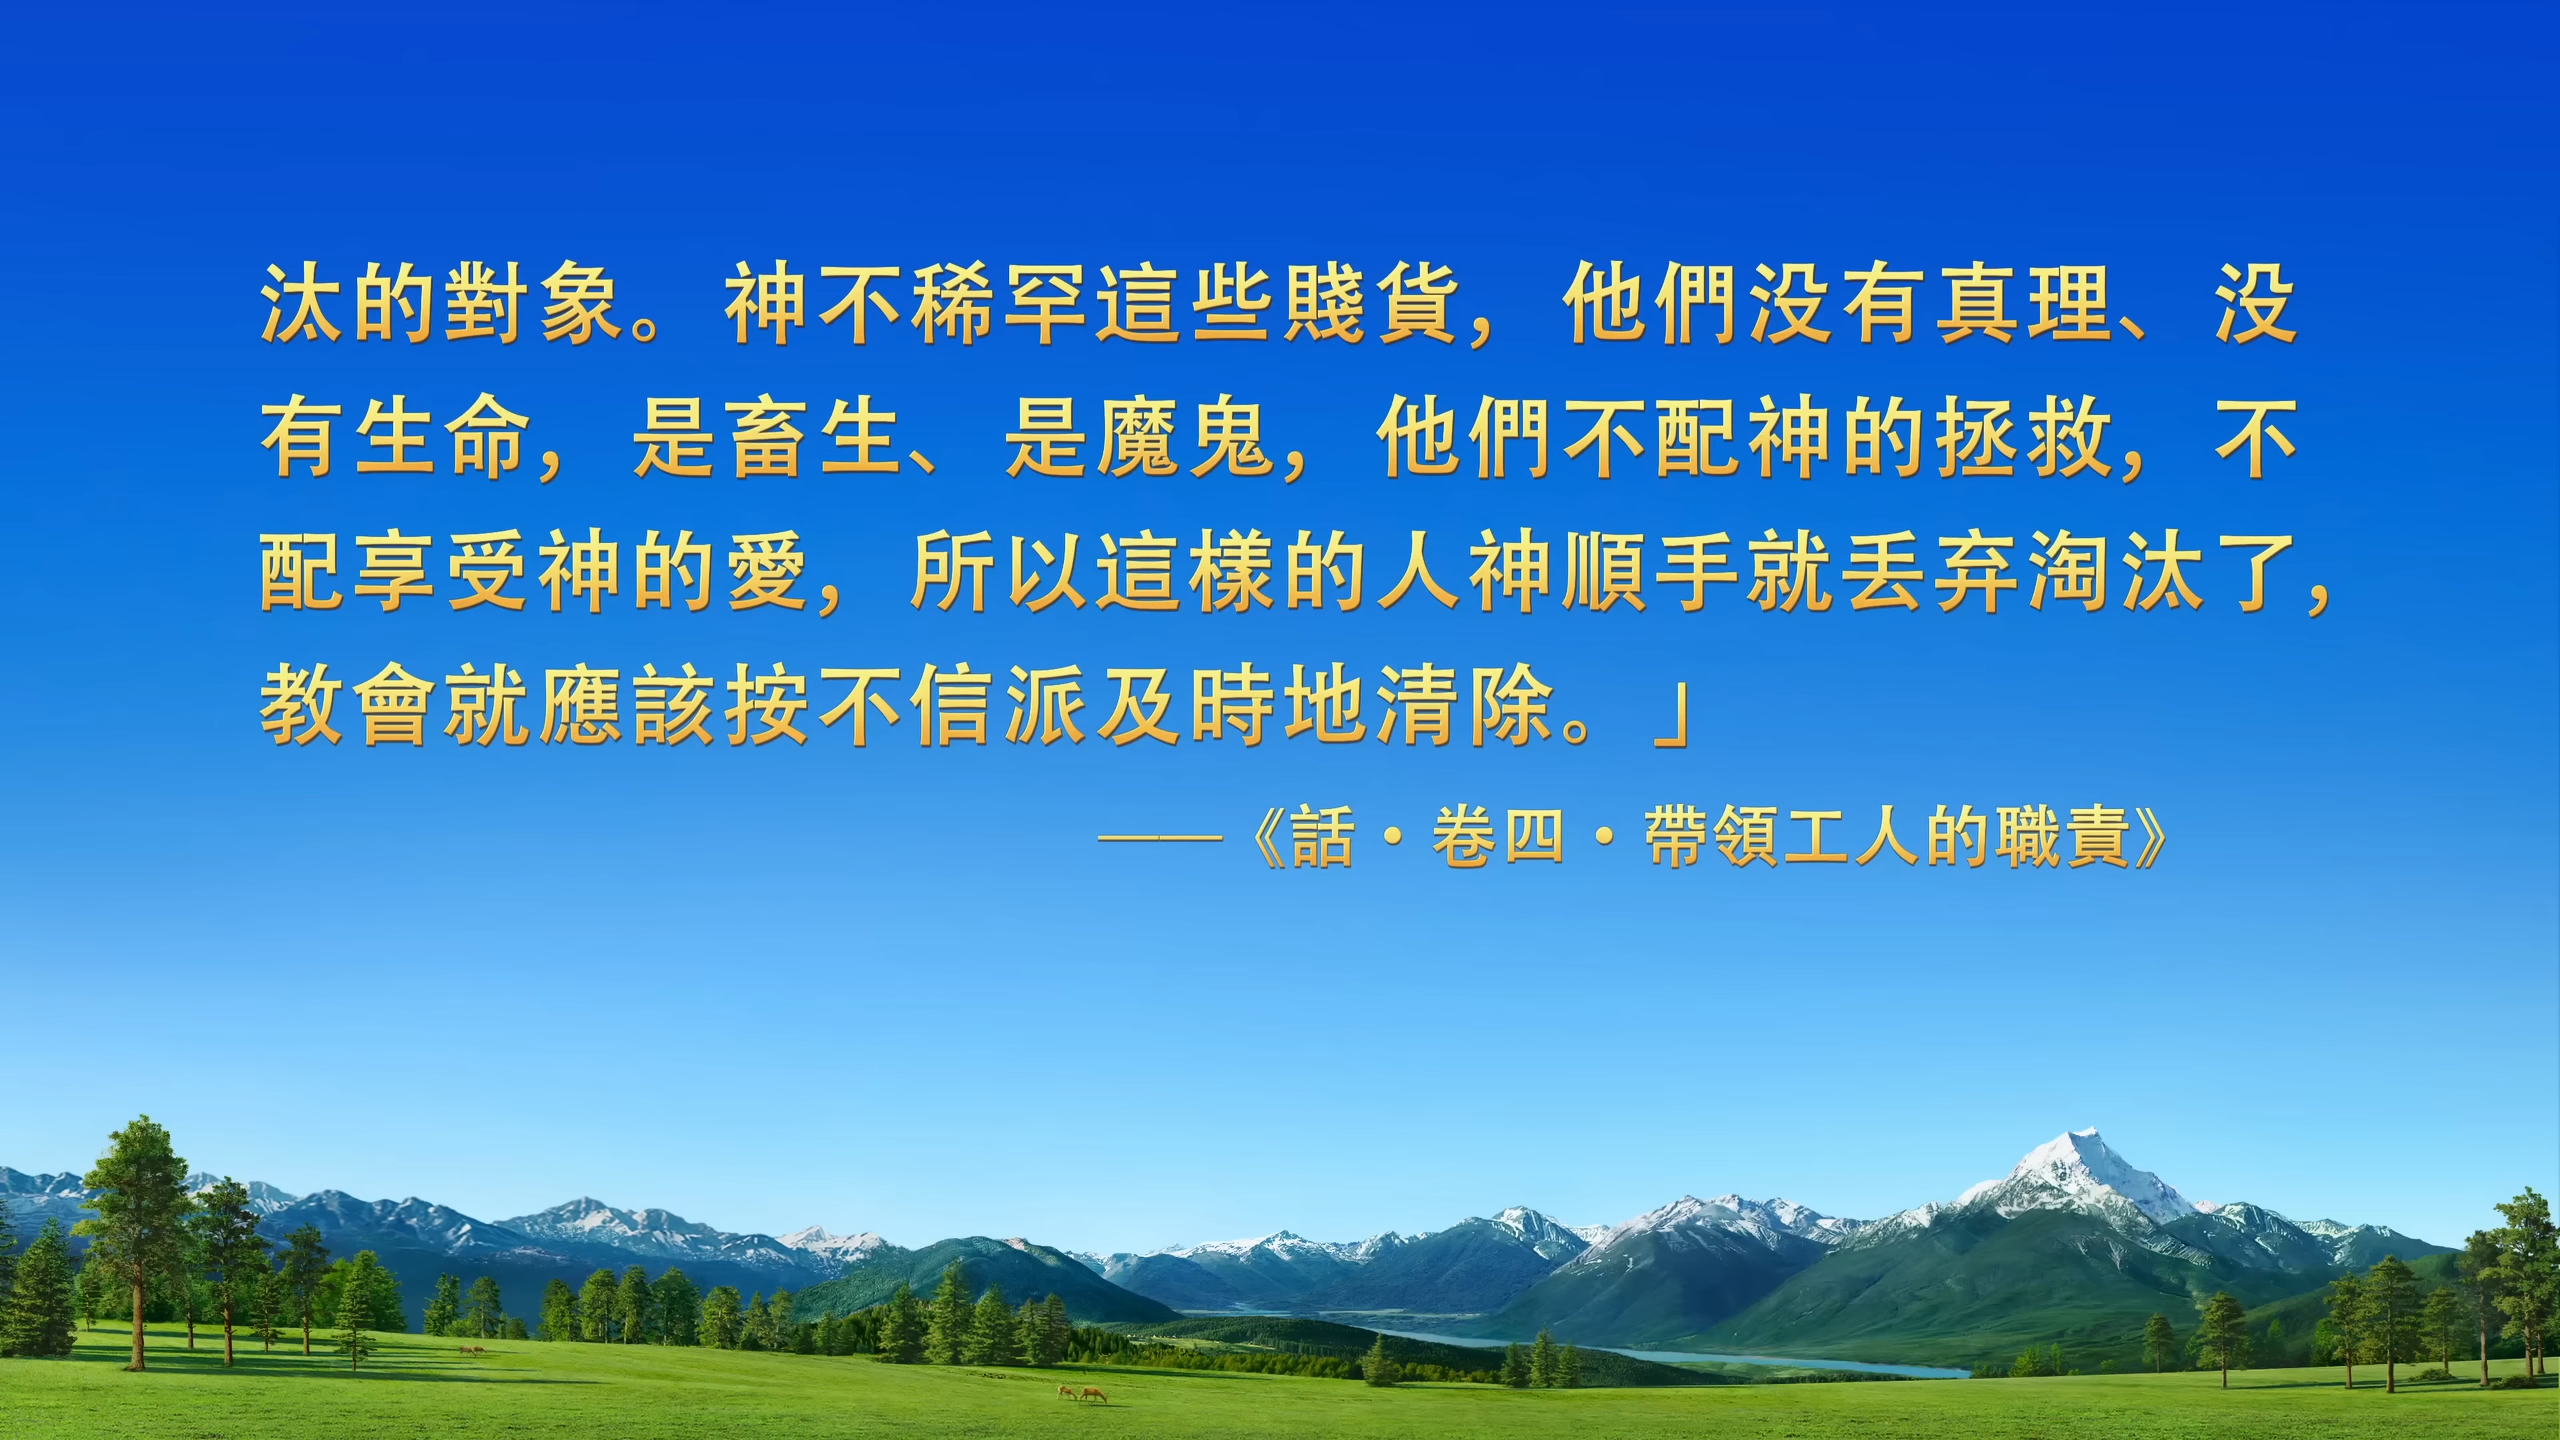 汰的對象。神不稀罕這些賤貨，他們没有真理、没
有生命，是畜生、是魔鬼，他們不配神的拯救，不
配享受神的愛，所以這樣的人神順手就丢弃淘汰了，
教會就應該按不信派及時地清除。」
——《話·卷四·帶領工人的職責》